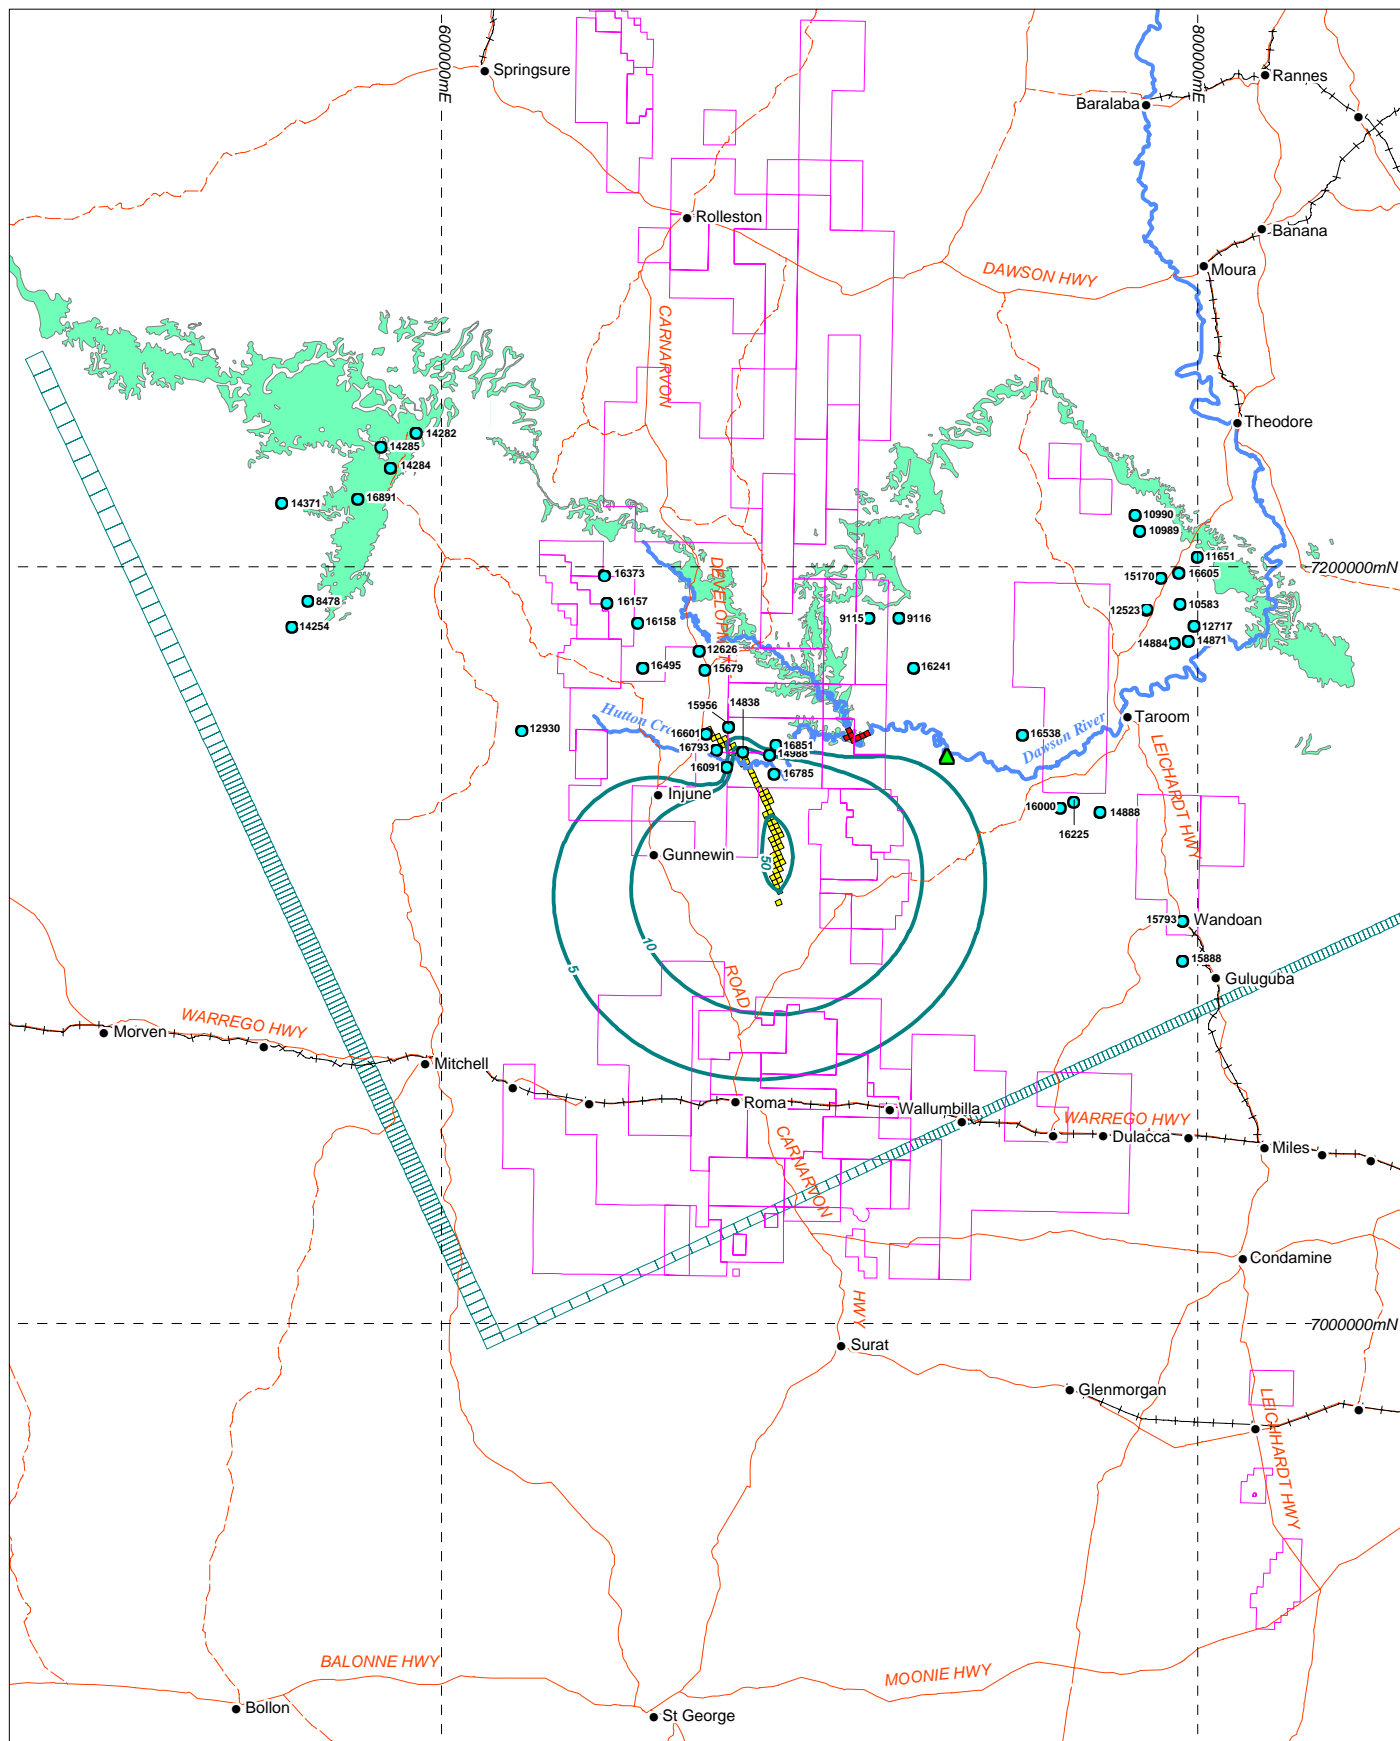 600000mE
800000mE
Springsure
Rannes
Baralaba
Rolleston
Banana
DAWSON HWY
Moura
CARNARVON
Theodore
14282
14285
14284
14371
16891
10990
10989
11651
7200000mN
DEVELOPM
16373
15170
16605
8478
16157
12523
10583
14254
16158
9115
9116
12717
14884
14871
12626
16495
15679
16241
15956
14838
Taroom
Hutton Cre
12930
16601
16538
Dawson River
16793
16851
14988
LEICHARDT HWY
16091
16785
Injune
16000
16225
14888
Gunnewin
50
15793
Wandoan
10
5
ROAD
15888
Guluguba
WARREGO HWY
Morven
Mitchell
Roma
Wallumbilla
WARREGO HWY
Dulacca
Miles
CARNARVON
Condamine
HWY
7000000mN
Surat
Glenmorgan
LEICHHARDT HWY
BALONNE HWY
MOONIE HWY
Bollon
St George